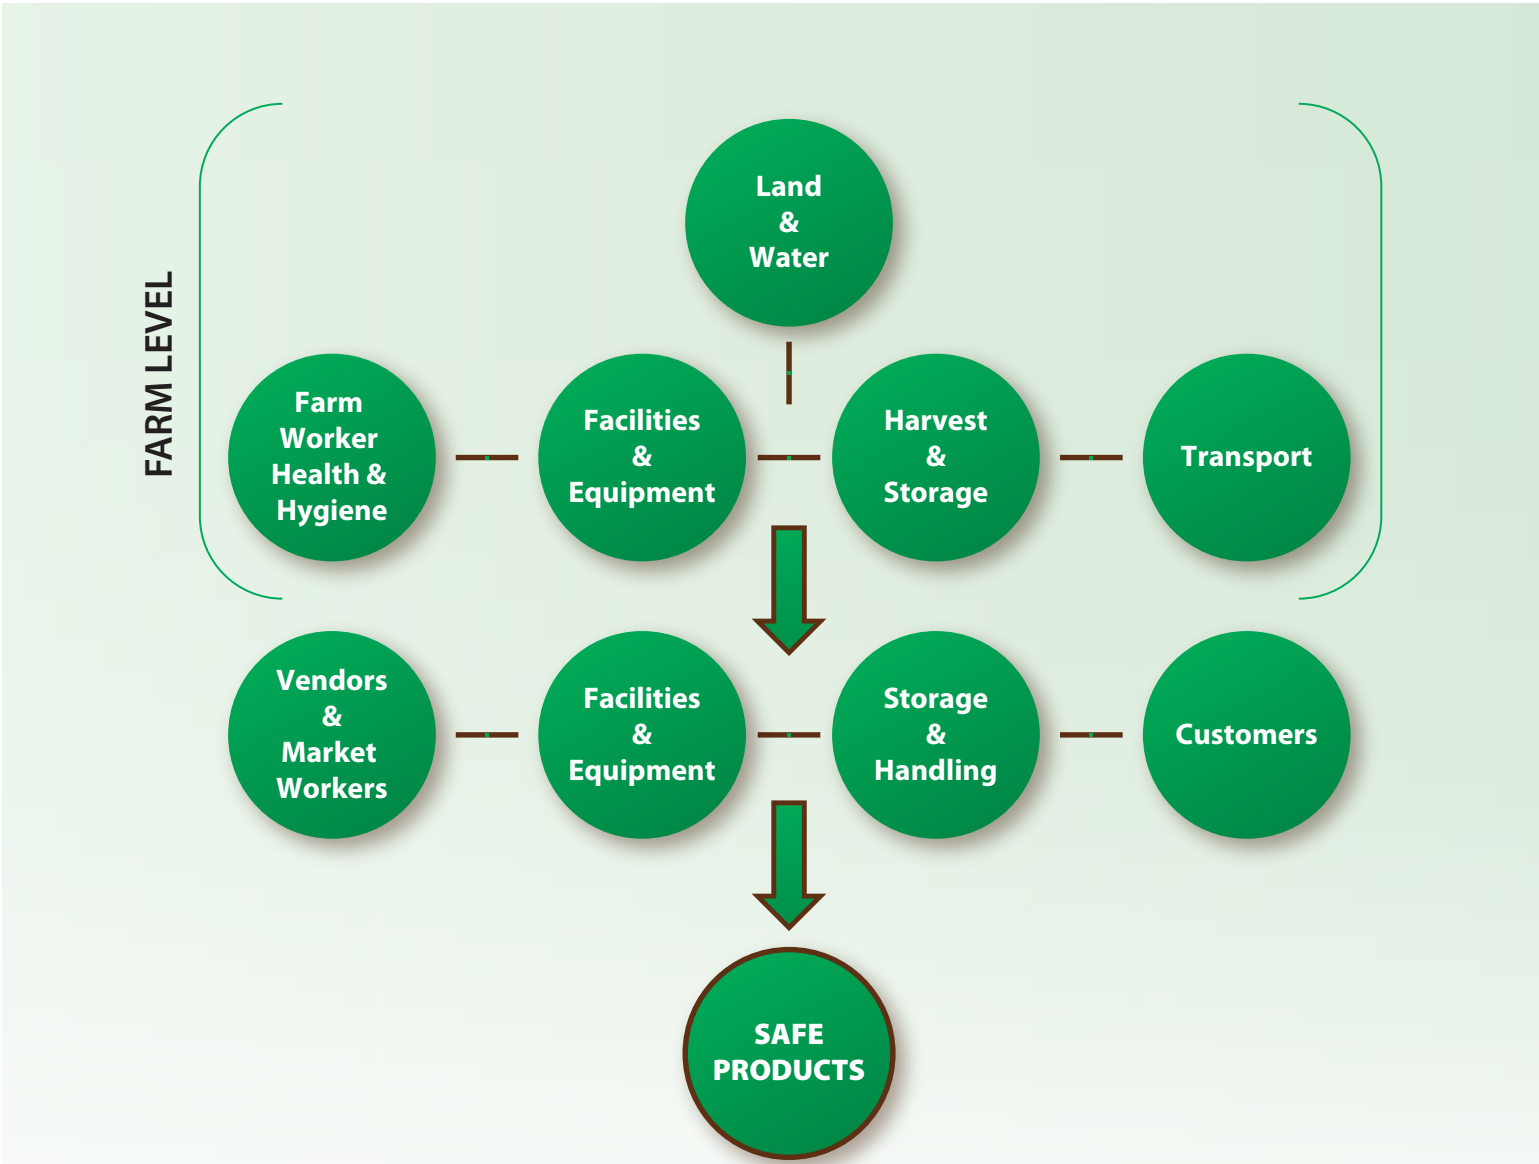 FARM LEVEL
Land
&
Water
Farm
Worker
Health &
Hygiene
Facilities
&
Equipment
Harvest
&
Storage
Transport
Vendors
&
Market
Workers
Facilities
&
Equipment
Storage
&
Handling
Customers
SAFE
PRODUCTS